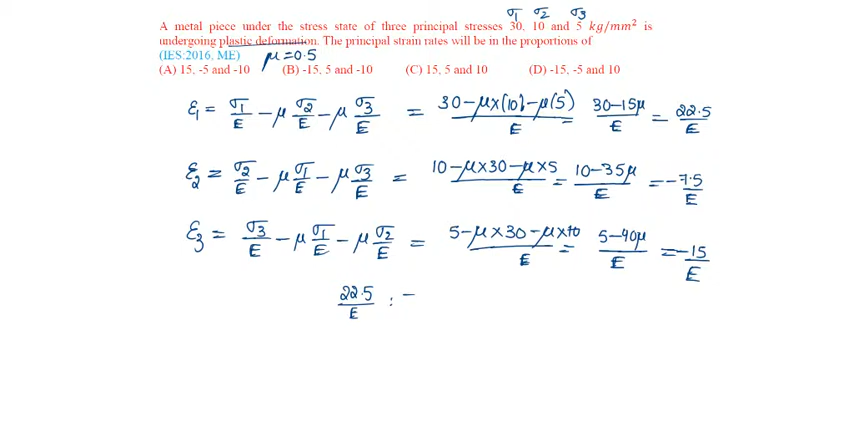 σ1 σ2 σ3
A metal piece under the stress state of three principal stresses 30, 10 and 5 kg/mm² is
undergoing plastic deformation. The principal strain rates will be in the proportions of
(IES:2016, ME) μ=0.5
(A) 15, -5 and -10 (B) -15, 5 and -10 (C) 15, 5 and 10 (D) -15, -5 and 10
ε1 = σ1/E - μ σ2/E - μ σ3/E = 30-μ×(10)-μ(5)/E = 30-15μ/E = 22.5/E
ε2 = σ2/E - μ σ1/E - μ σ3/E = 10-μ×30-μ×5/E = 10-35μ/E = -7.5/E
ε3 = σ3/E - μ σ1/E - μ σ2/E = 5-μ×30-μ×10/E = 5-40μ/E = -15/E
22.5/E : -